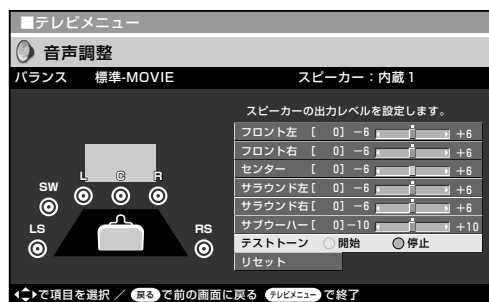 ■テレビメニュー
音声調整
バランス 標準-MOVIE スピーカー：内蔵1
スピーカーの出力レベルを設定します。
フロント左 [ 0] −6 +6
フロント右 [ 0] −6 +6
センター [ 0] −6 +6
サラウンド左[ 0] −6 +6
サラウンド右[ 0] −6 +6
サブウーハー[ 0]−10 +10
テストトーン 開始 停止
リセット
L C R
SW
LS RS
で項目を選択 ／ 戻る で前の画面に戻る テレビメニュー で終了